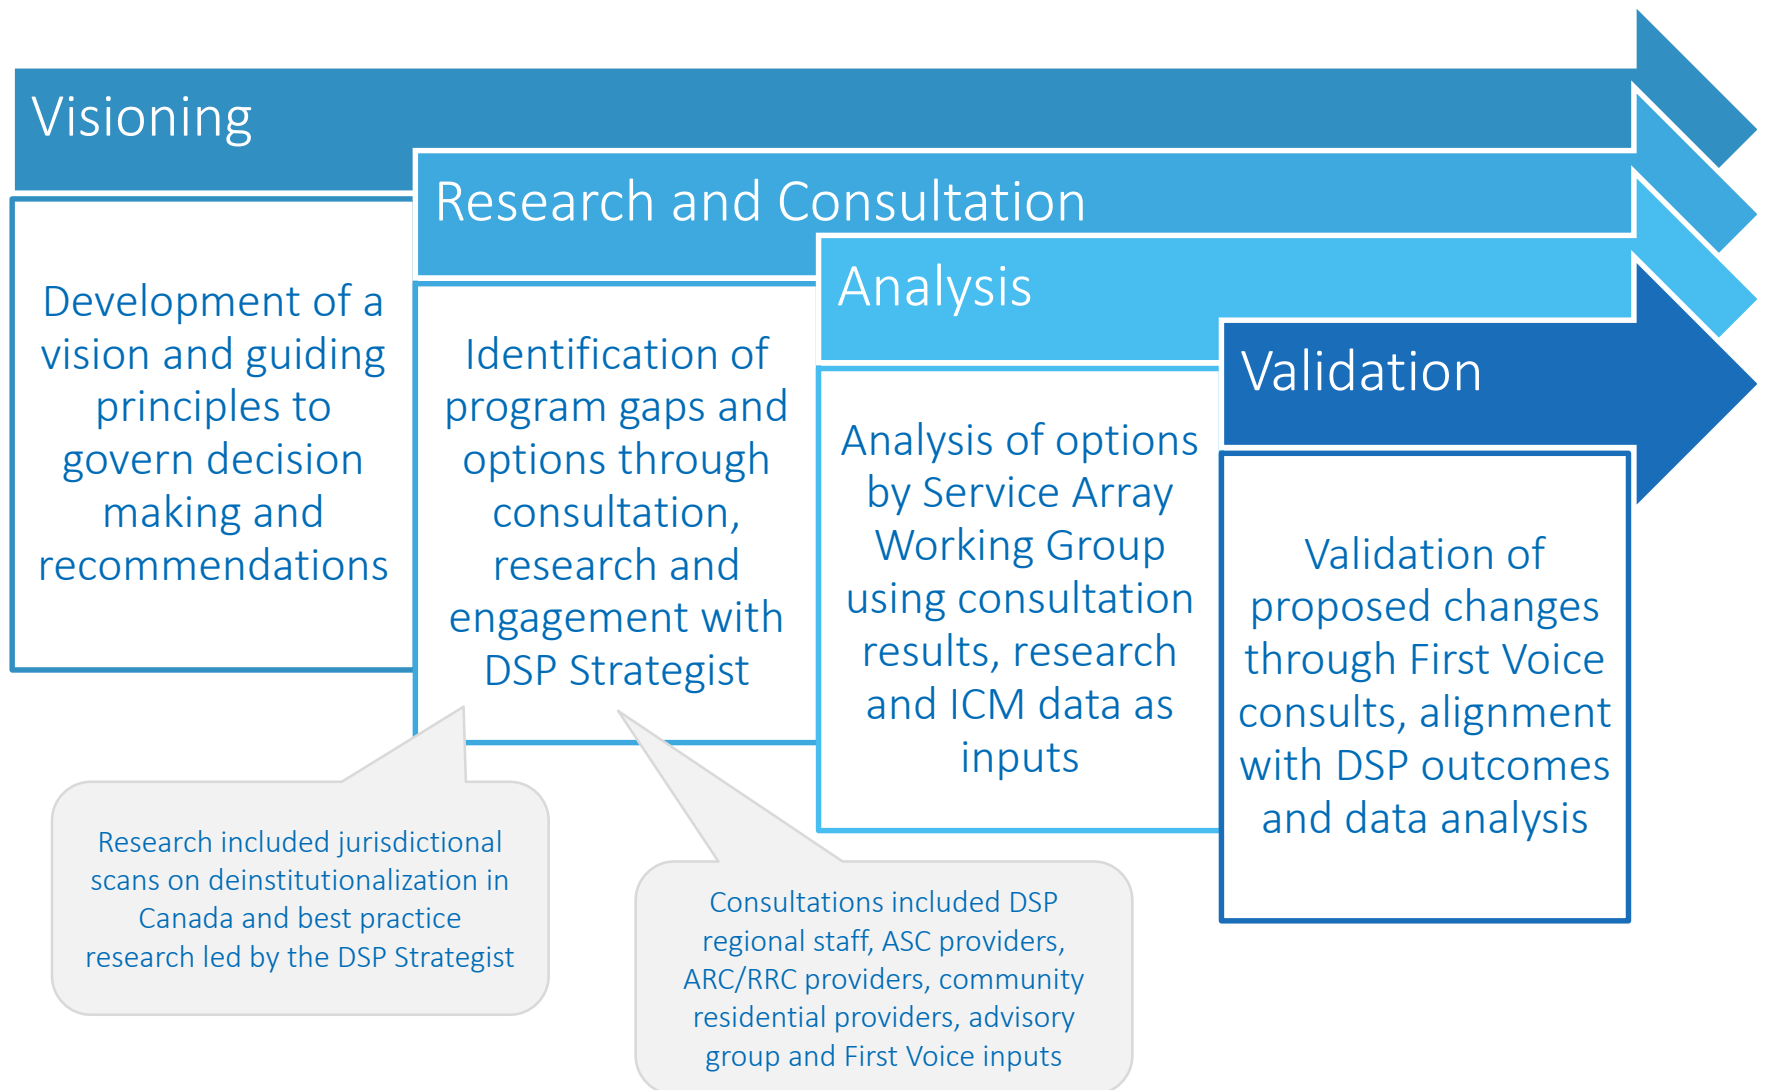 Visioning
Development of a
vision and guiding
principles to
govern decision
making and
recommendations
Research and Consultation
Identification of
program gaps and
options through
consultation,
research and
engagement with
DSP Strategist
Analysis
Analysis of options
by Service Array
Working Group
using consultation
results, research
and ICM data as
inputs
Validation
Validation of
proposed changes
through First Voice
consults, alignment
with DSP outcomes
and data analysis
Research included jurisdictional
scans on deinstitutionalization in
Canada and best practice
research led by the DSP Strategist
Consultations included DSP
regional staff, ASC providers,
ARC/RRC providers, community
residential providers, advisory
group and First Voice inputs